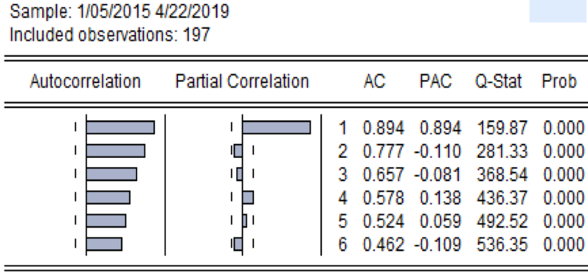 Sample: 1/05/2015 4/22/2019
Included observations: 197
Autocorrelation Partial Correlation AC PAC Q-Stat Prob
1 0.894 0.894 159.87 0.000
2 0.777 -0.110 281.33 0.000
3 0.657 -0.081 368.54 0.000
4 0.578 0.138 436.37 0.000
5 0.524 0.059 492.52 0.000
6 0.462 -0.109 536.35 0.000